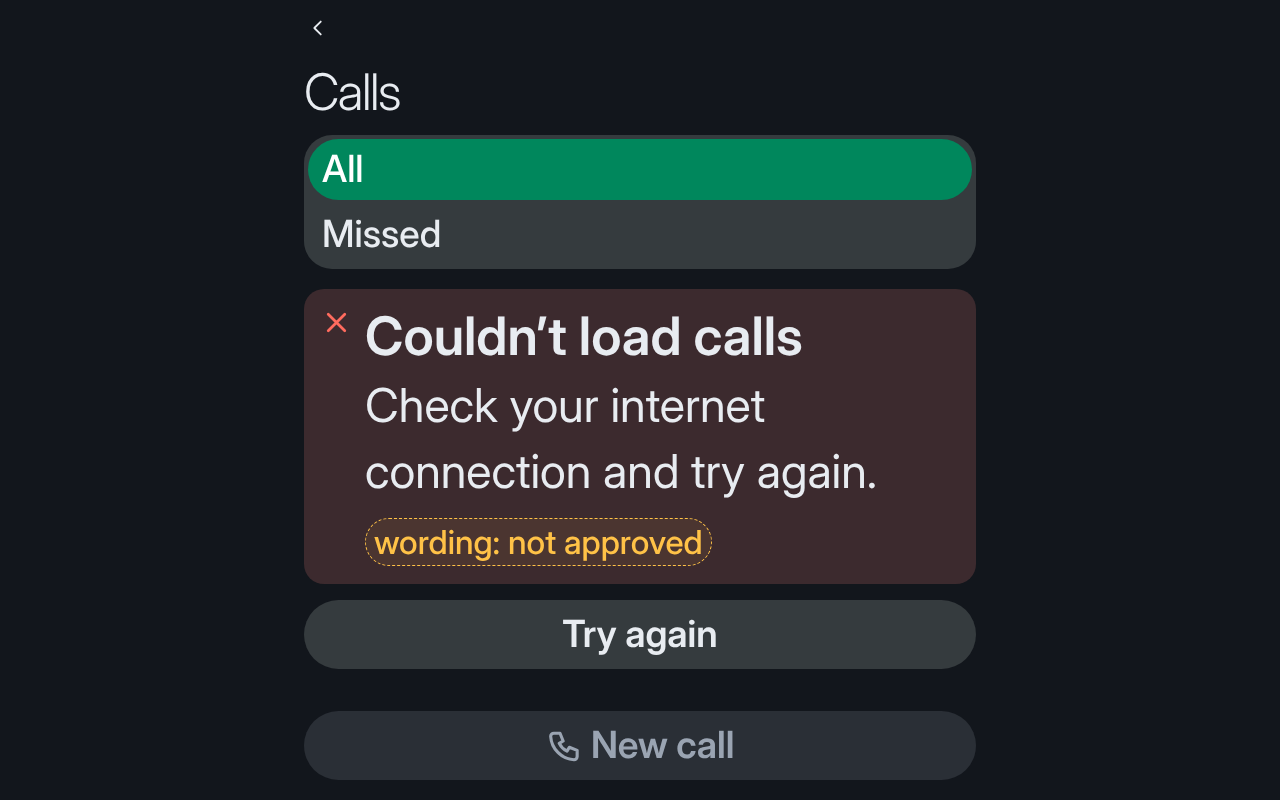 Calls
All
Missed
Couldn’t load calls
Check your internet
connection and try again.
wording: not approved
Try again
New call